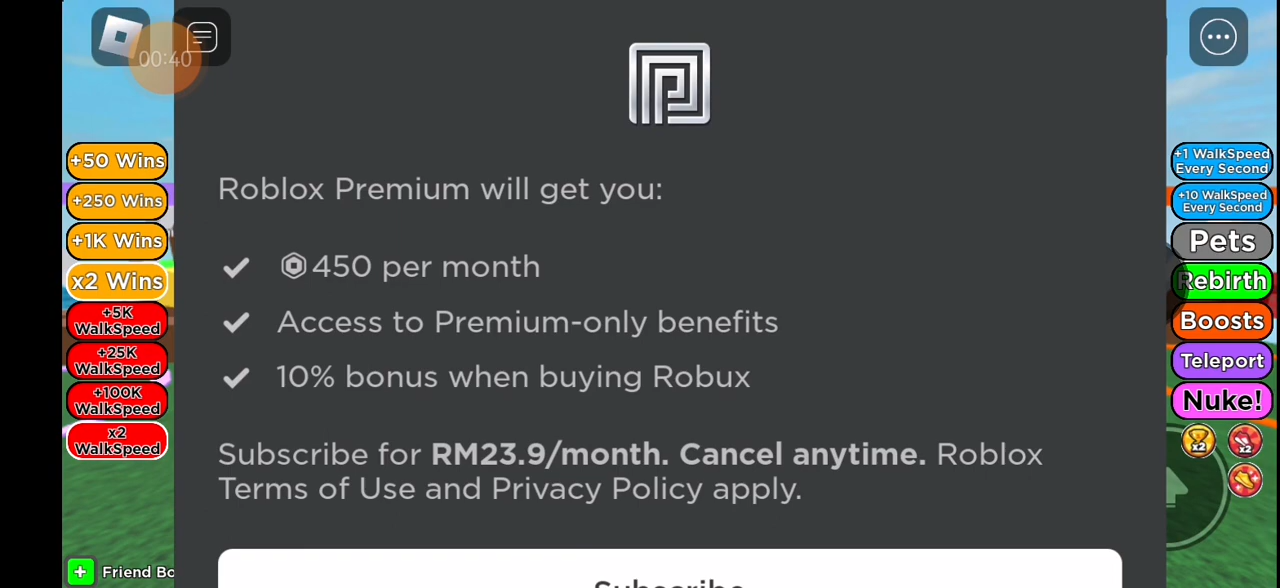 00:40
+50 Wins
+250 Wins
+1K Wins
x2 Wins
+5K
WalkSpeed
+25K
WalkSpeed
+100K
WalkSpeed
x2
WalkSpeed
Friend Bo
Roblox Premium will get you:
450 per month
Access to Premium-only benefits
10% bonus when buying Robux
Subscribe for RM23.9/month. Cancel anytime. Roblox
Terms of Use and Privacy Policy apply.
Subscribe
+1 WalkSpeed
Every Second
+10 WalkSpeed
Every Second
Pets
Rebirth
Boosts
Teleport
Nuke!
x2
x2